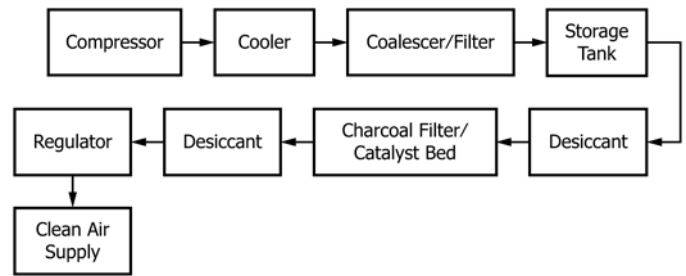 Compressor
Cooler
Coalescer/Filter
Storage
Tank
Regulator
Desiccant
Charcoal Filter/
Catalyst Bed
Desiccant
Clean Air
Supply